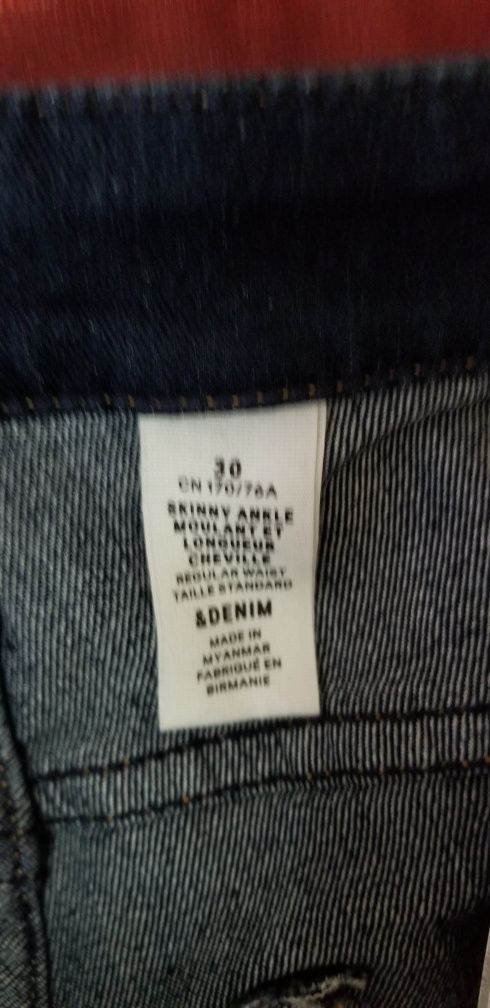 30
CN 170/76A
SKINNY ANKLE
MOULANT ET
LONGUEUR
CHEVILLE
REGULAR WAIST
TAILLE STANDARD
&DENIM
MADE IN
MYANMAR
FABRIQUÉ EN
BIRMANIE